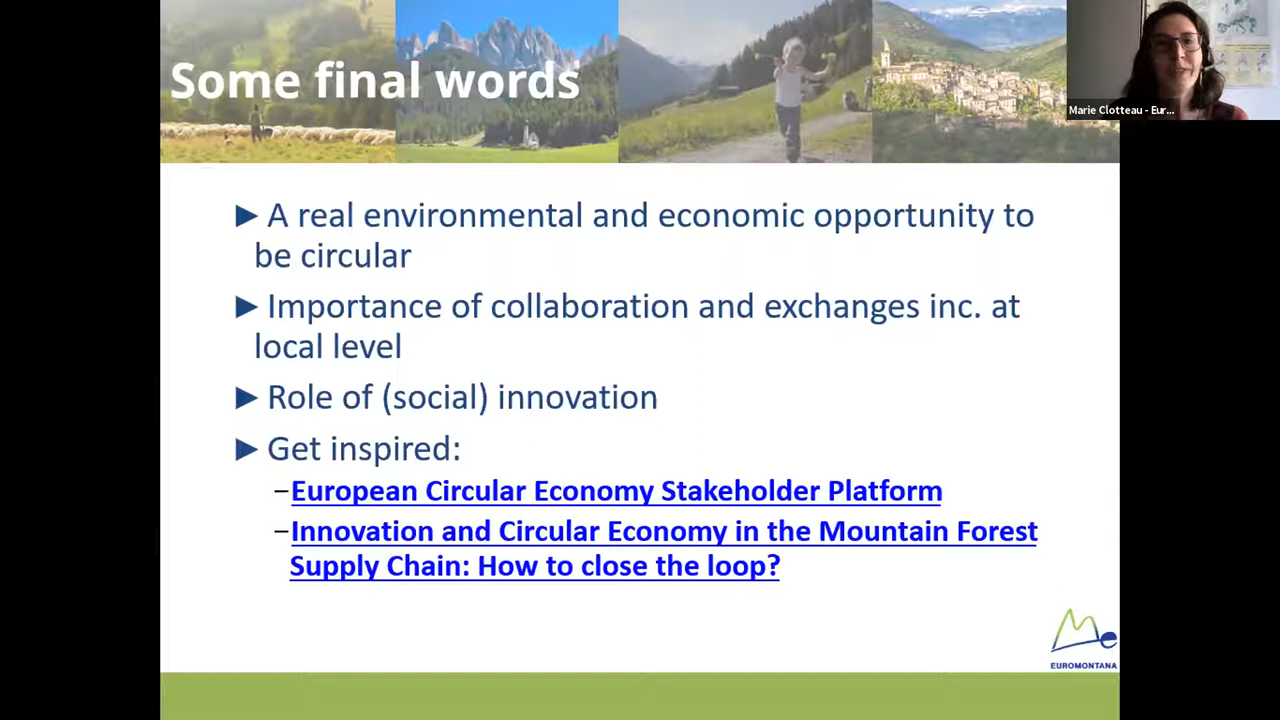 Some final words
Marie Clotteau - Eur...
►A real environmental and economic opportunity to
be circular
►Importance of collaboration and exchanges inc. at
local level
►Role of (social) innovation
►Get inspired:
–European Circular Economy Stakeholder Platform
–Innovation and Circular Economy in the Mountain Forest
Supply Chain: How to close the loop?
Me
EUROMONTANA